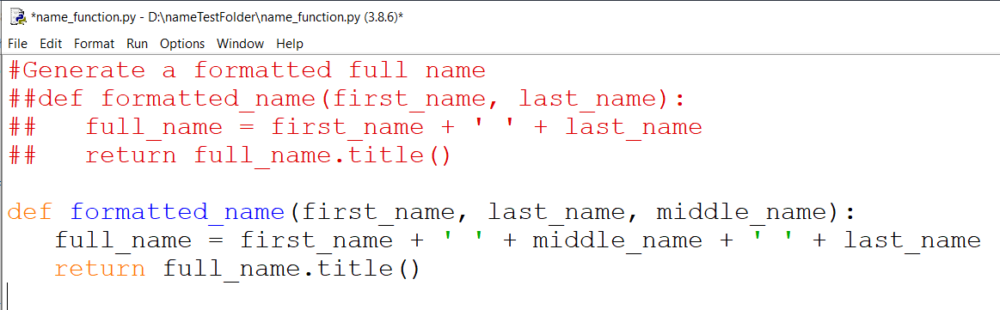 *name_function.py - D:\nameTestFolder\name_function.py (3.8.6)*
File Edit Format Run Options Window Help
#Generate a formatted full name
##def formatted_name(first_name, last_name):
##   full_name = first_name + ' ' + last_name
##   return full_name.title()
def formatted_name(first_name, last_name, middle_name):
   full_name = first_name + ' ' + middle_name + ' ' + last_name
   return full_name.title()